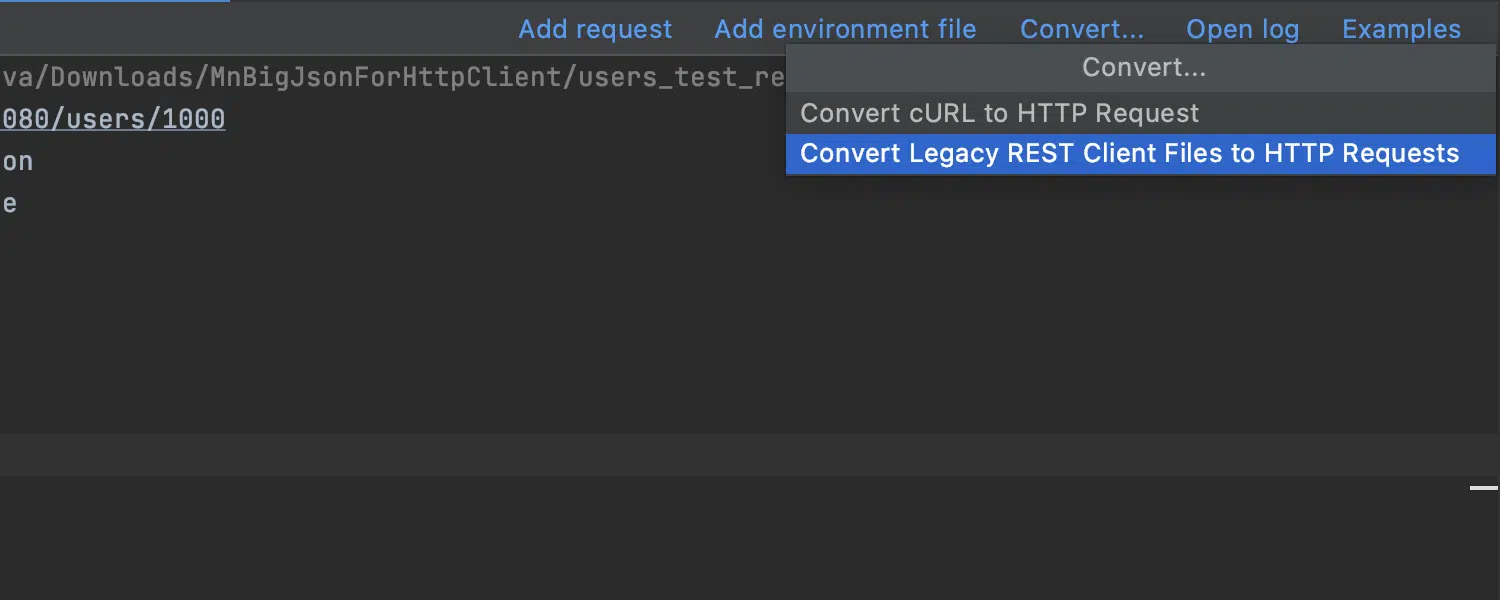 Add request Add environment file Convert... Open log Examples
va/Downloads/MnBigJsonForHttpClient/users_test_re
Convert...
080/users/1000
Convert cURL to HTTP Request
on
Convert Legacy REST Client Files to HTTP Requests
e